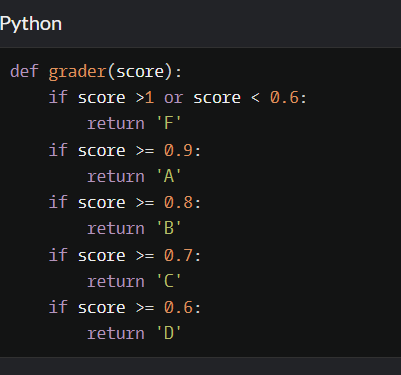 Python
def grader(score):
    if score >1 or score < 0.6:
        return 'F'
    if score >= 0.9:
        return 'A'
    if score >= 0.8:
        return 'B'
    if score >= 0.7:
        return 'C'
    if score >= 0.6:
        return 'D'